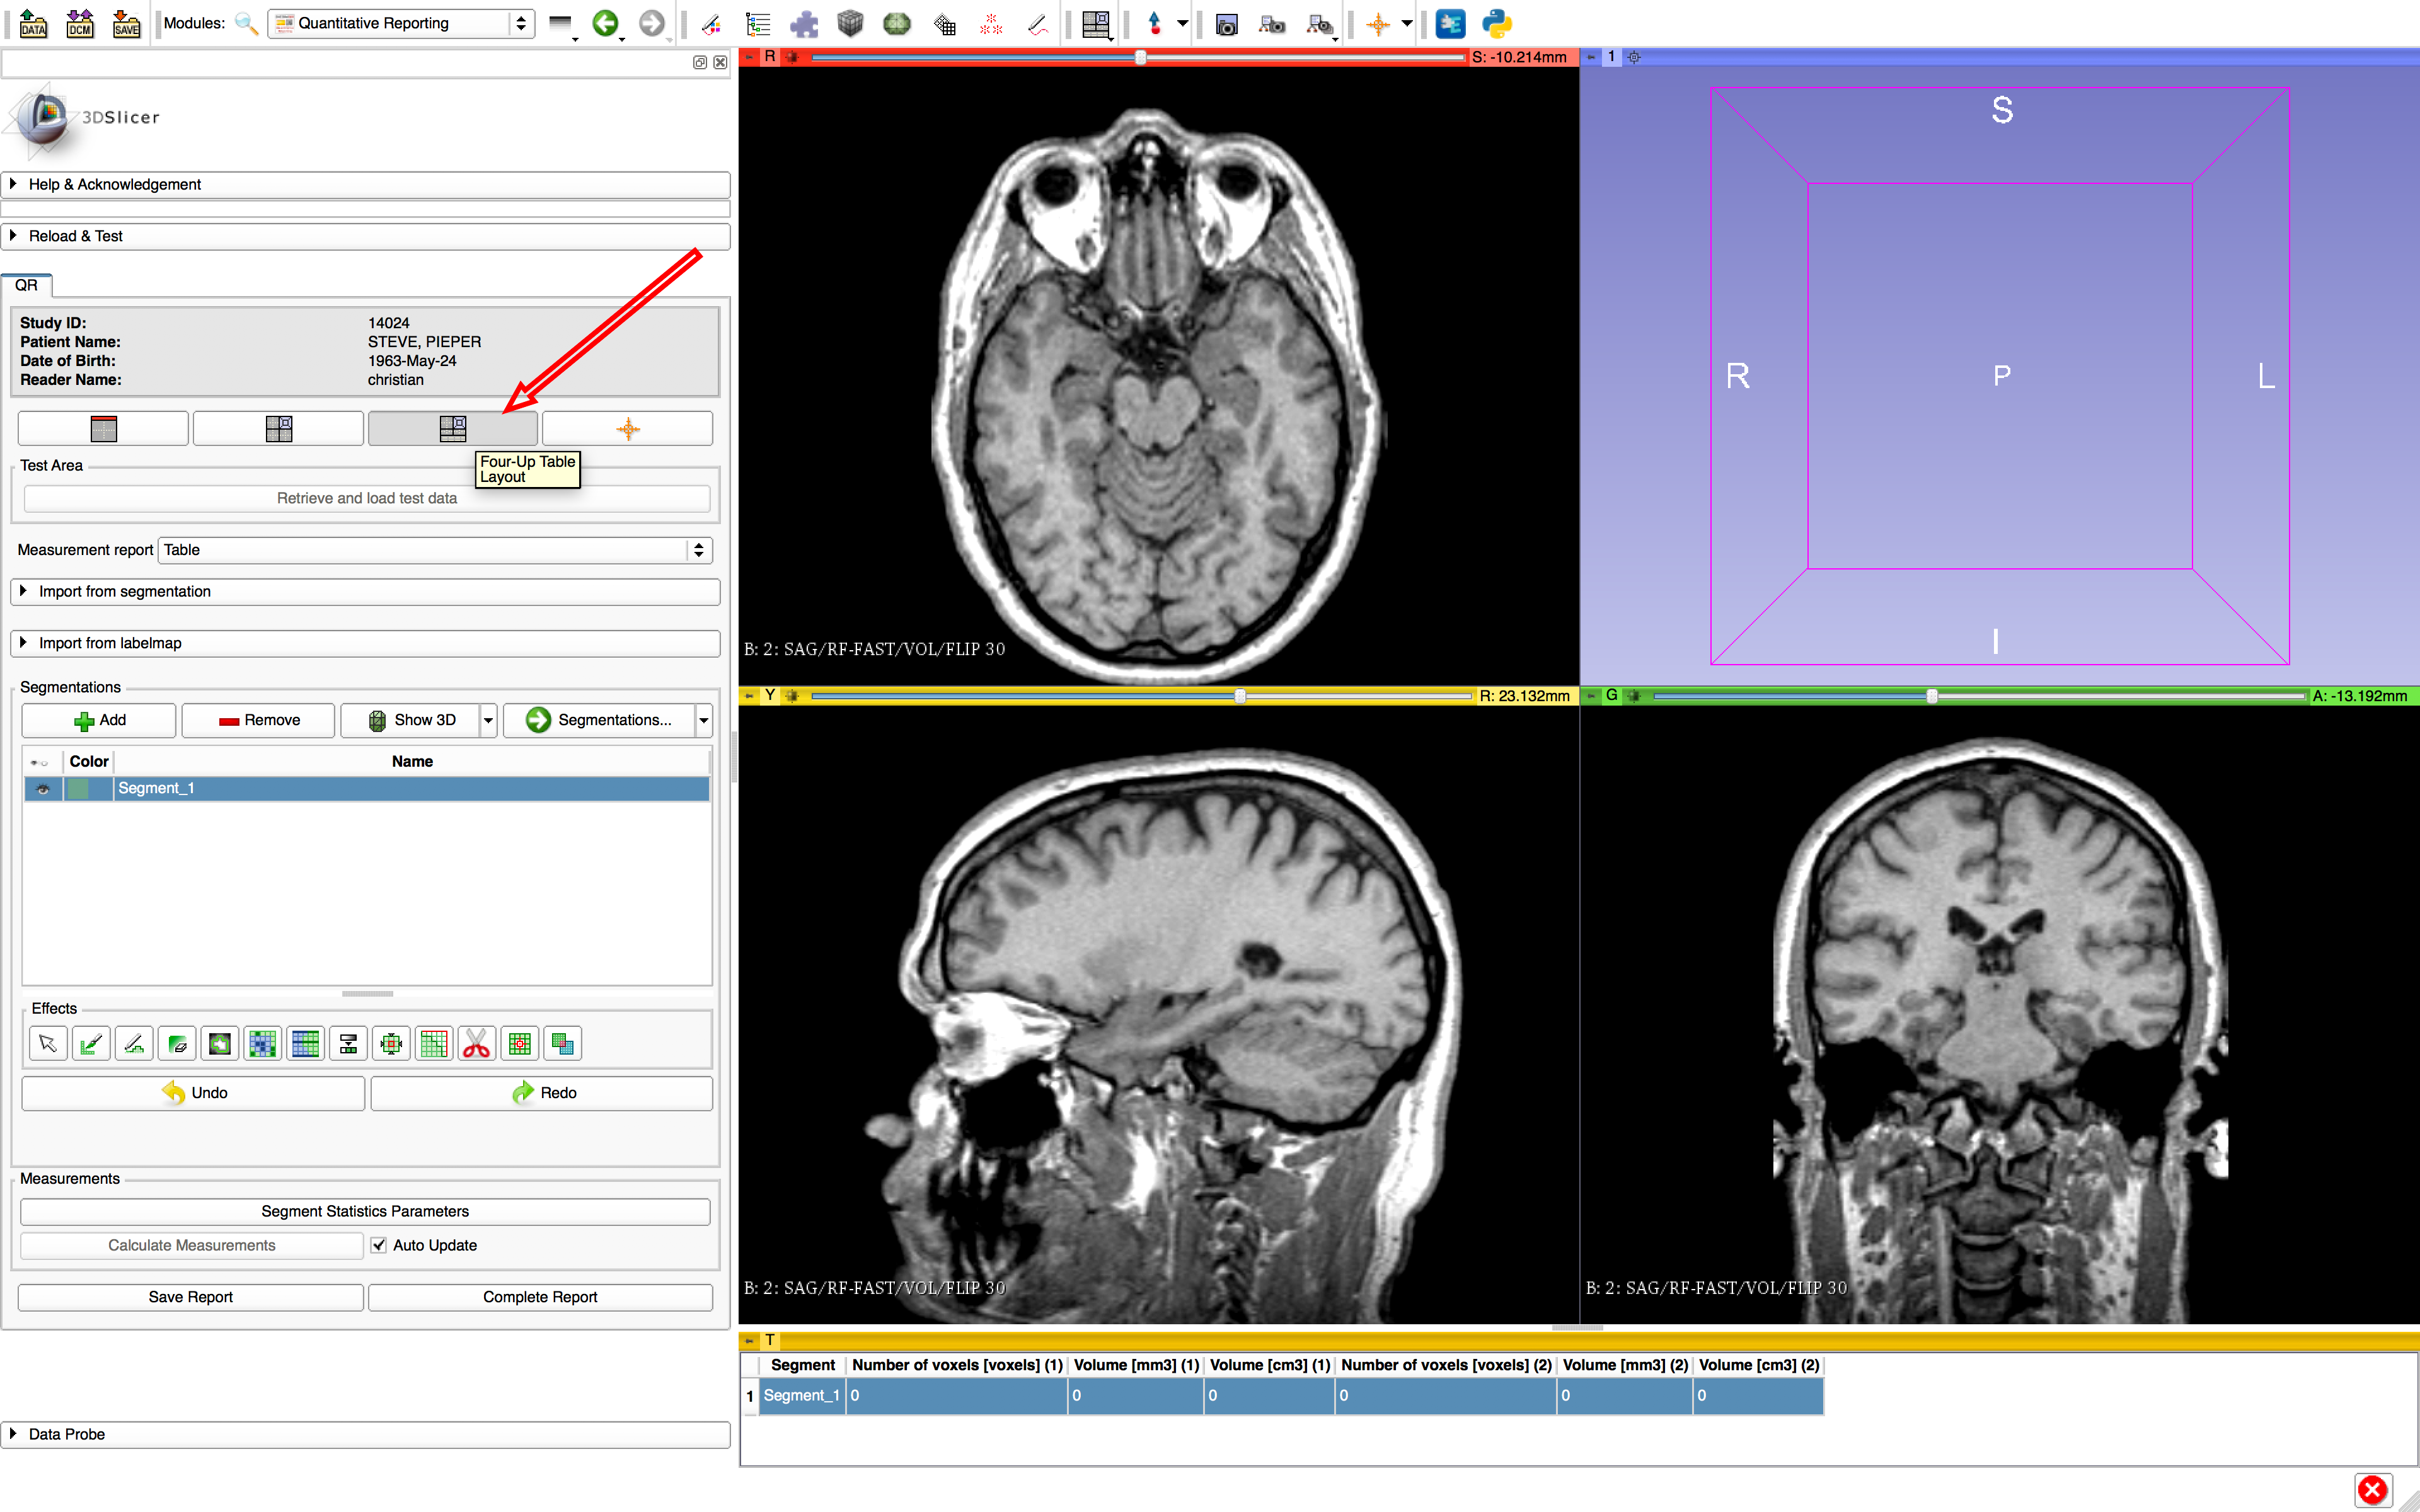 DATA
DCM
SAVE
Modules:
Quantitative Reporting
3DSlicer
Help & Acknowledgement
Reload & Test
QR
Study ID: 14024
Patient Name: STEVE, PIEPER
Date of Birth: 1963-May-24
Reader Name: christian
Four-Up Table
Layout
Test Area
Retrieve and load test data
Measurement report Table
Import from segmentation
Import from labelmap
Segmentations
Add
Remove
Show 3D
Segmentations...
Color Name
Segment_1
Effects
Undo
Redo
Measurements
Segment Statistics Parameters
Calculate Measurements
Auto Update
Save Report
Complete Report
Data Probe
R
S: -10.214mm
B: 2: SAG/RF-FAST/VOL/FLIP 30
1
S
R
P
L
I
Y
R: 23.132mm
B: 2: SAG/RF-FAST/VOL/FLIP 30
G
A: -13.192mm
B: 2: SAG/RF-FAST/VOL/FLIP 30
T
Segment Number of voxels [voxels] (1) Volume [mm3] (1) Volume [cm3] (1) Number of voxels [voxels] (2) Volume [mm3] (2) Volume [cm3] (2)
1 Segment_1 0 0 0 0 0 0